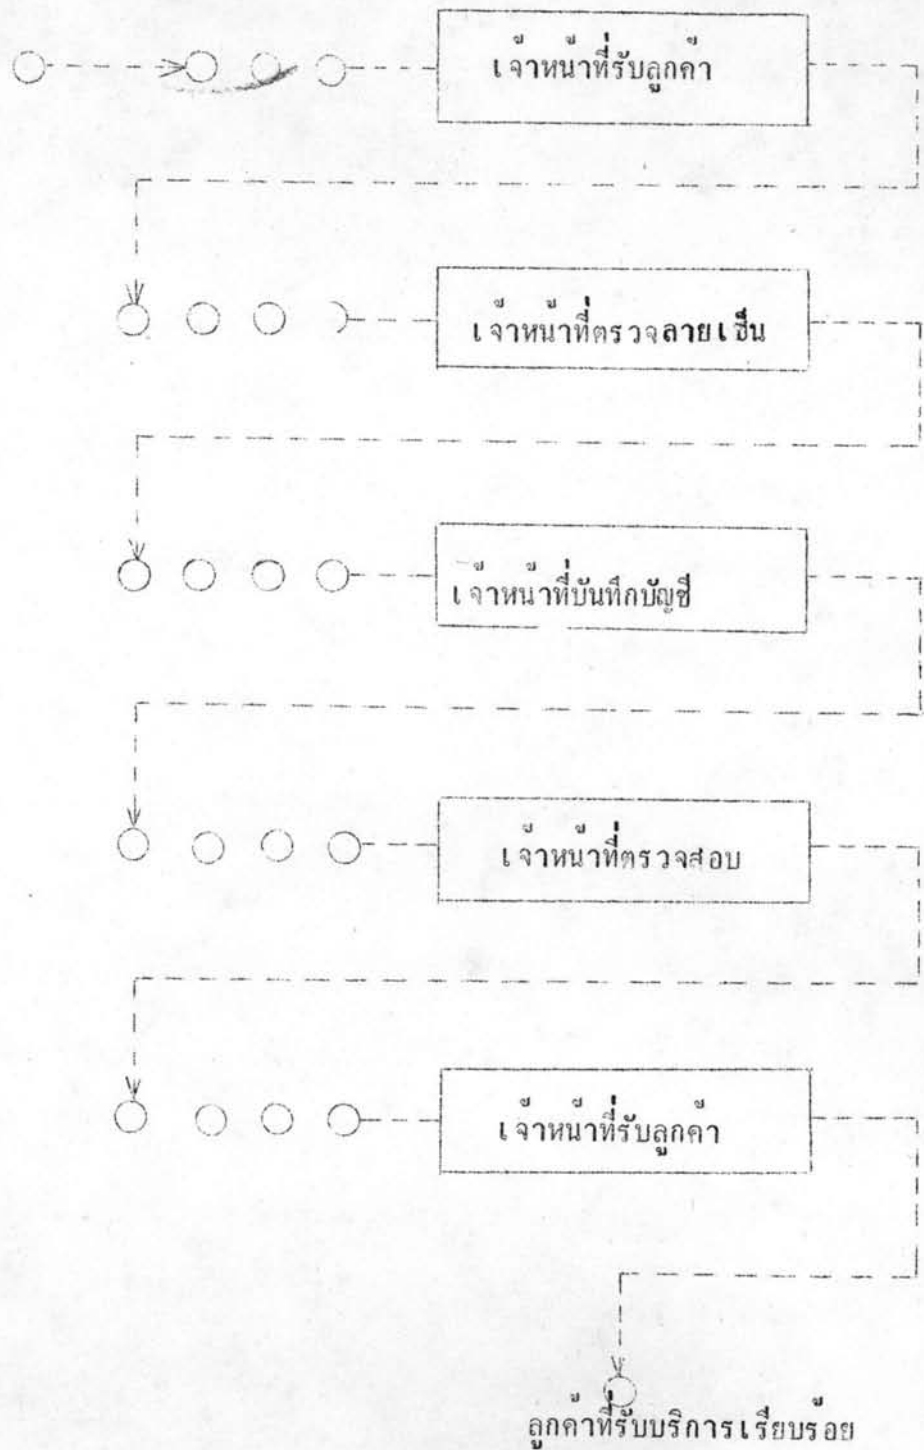 เจ้าหน้าที่รับลูกค้า
เจ้าหน้าที่ตรวจลายเซ็น
เจ้าหน้าที่บันทึกบัญชี
เจ้าหน้าที่ตรวจสอบ
เจ้าหน้าที่รับลูกค้า
ลูกค้าที่รับบริการเรียบร้อย